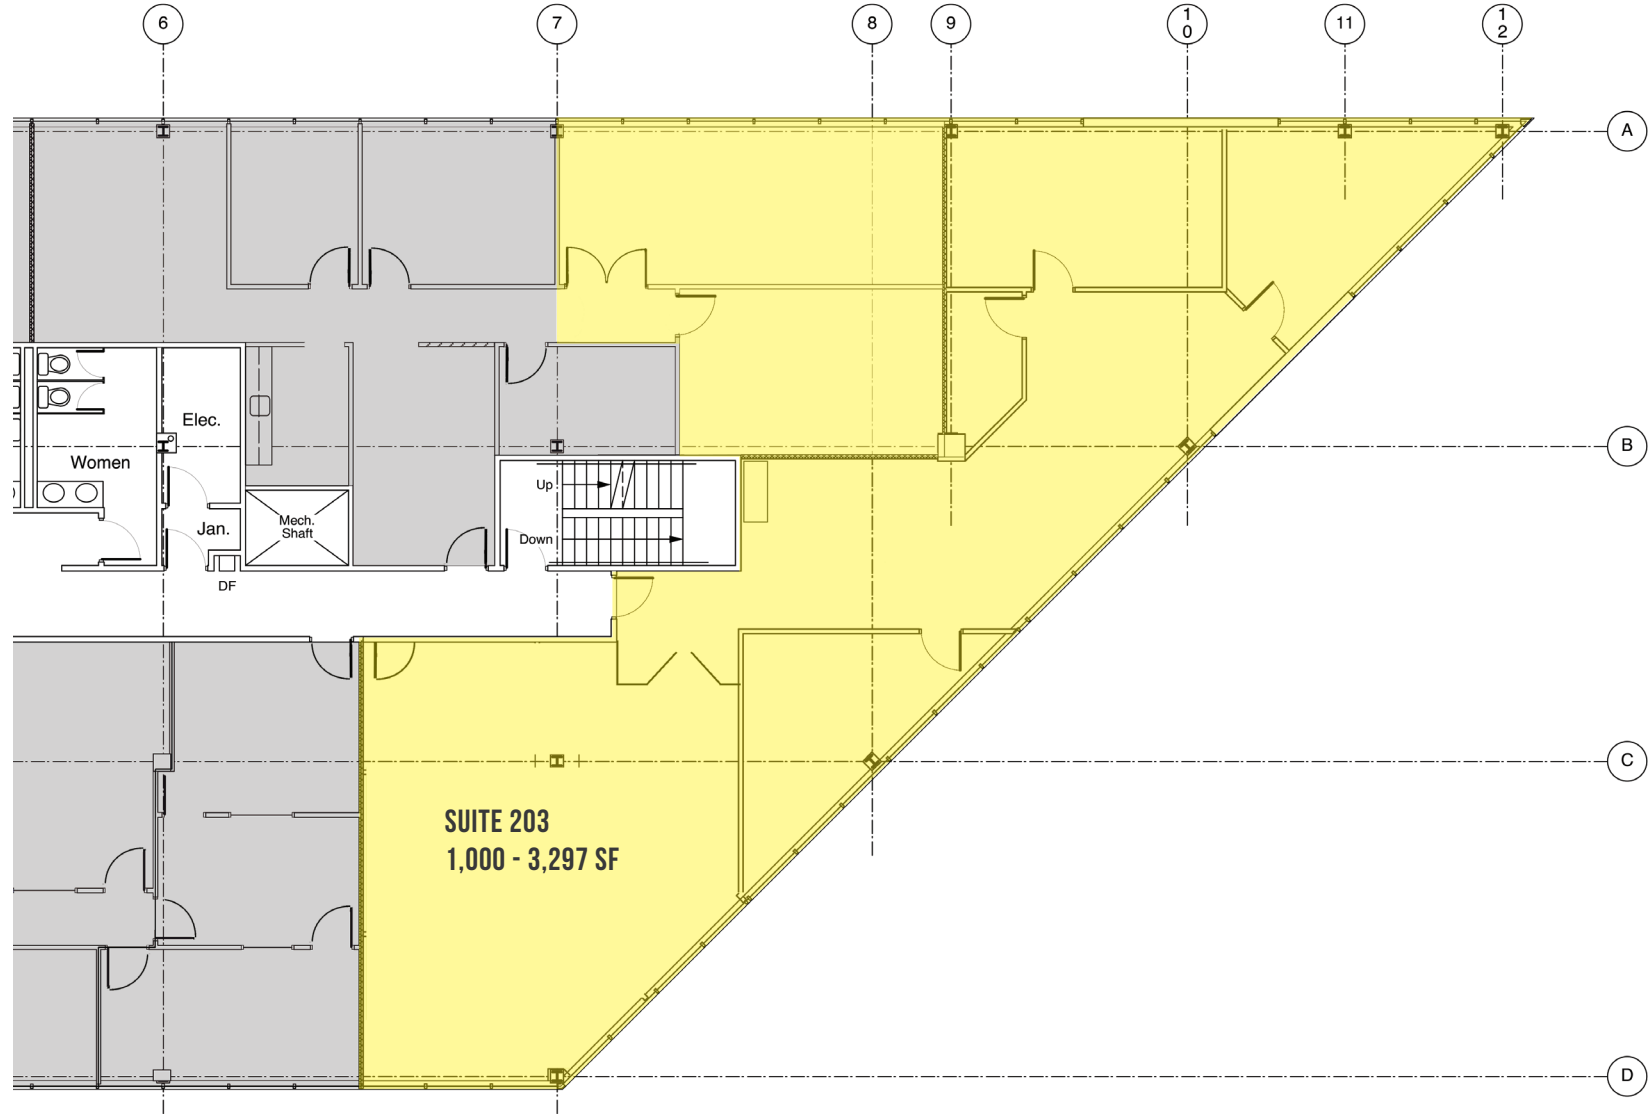 6
7
8
9
10
11
12
A
Elec.
B
Women
Up
Mech.
Shaft
Jan.
Down
DF
C
SUITE 203
1,000 - 3,297 SF
D